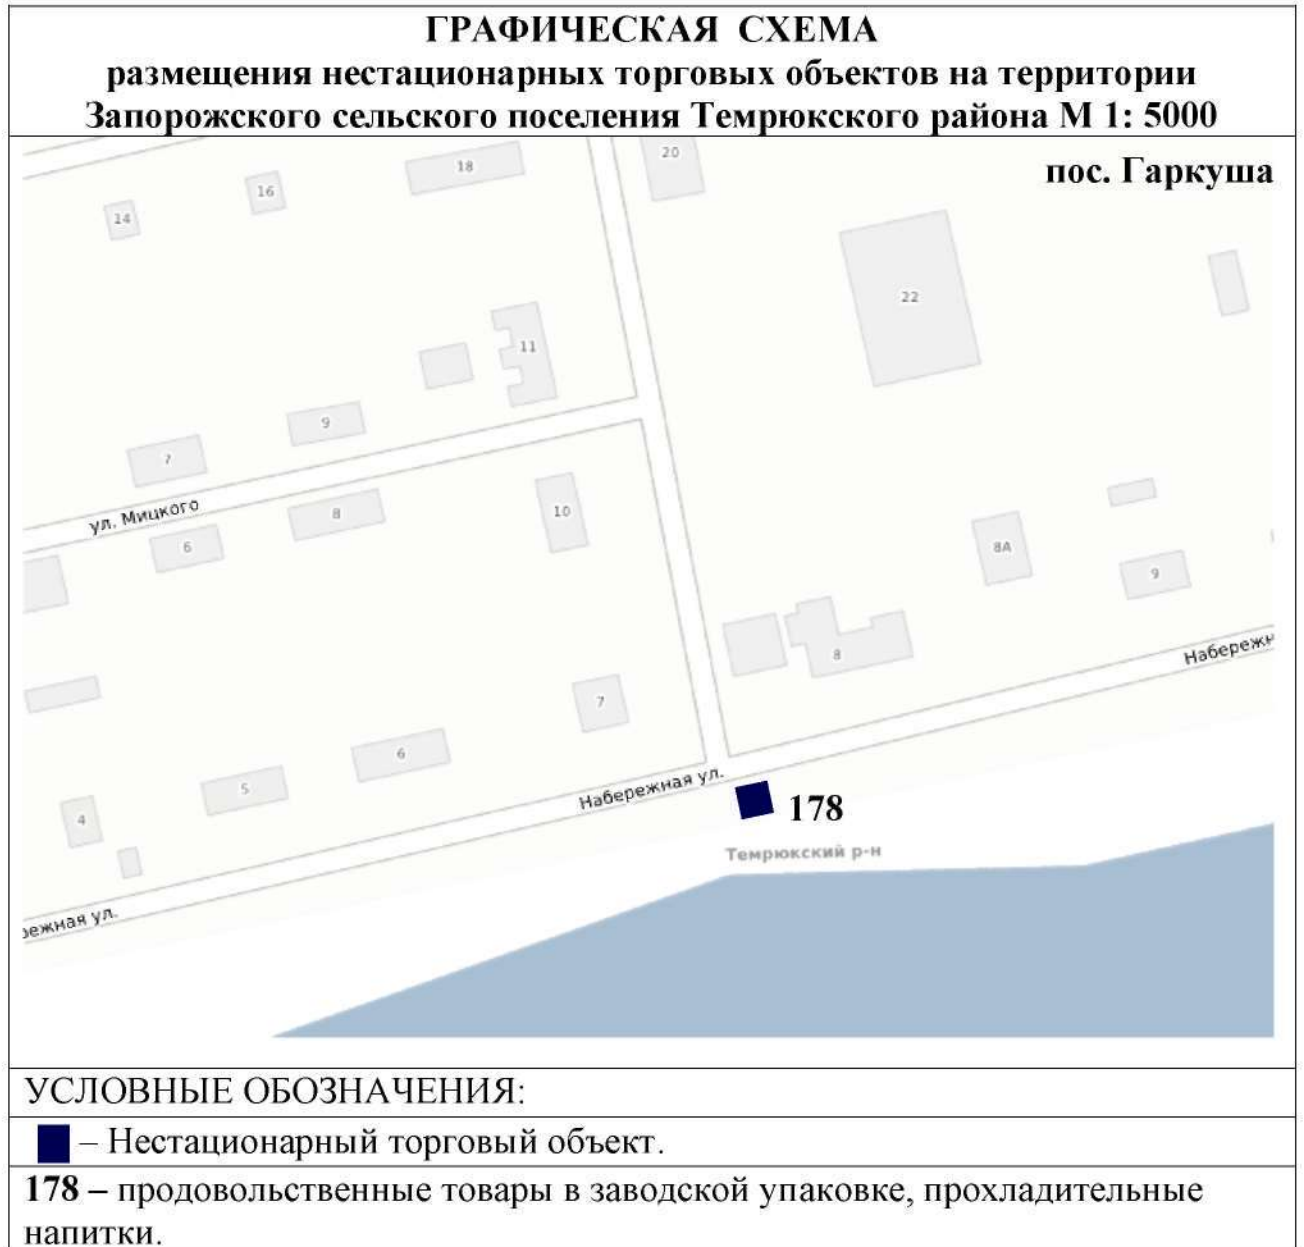 ГРАФИЧЕСКАЯ СХЕМА
размещения нестационарных торговых объектов на территории
Запорожского сельского поселения Темрюкского района М 1: 5000
пос. Гаркуша
18
20
16
14
22
11
9
7
ул. Мицкого
8
10
6
8А
9
8
Набережн
7
6
5
Набережная ул.
4
178
Темрюкский р-н
режная ул.
УСЛОВНЫЕ ОБОЗНАЧЕНИЯ:
– Нестационарный торговый объект.
178 – продовольственные товары в заводской упаковке, прохладительные
напитки.